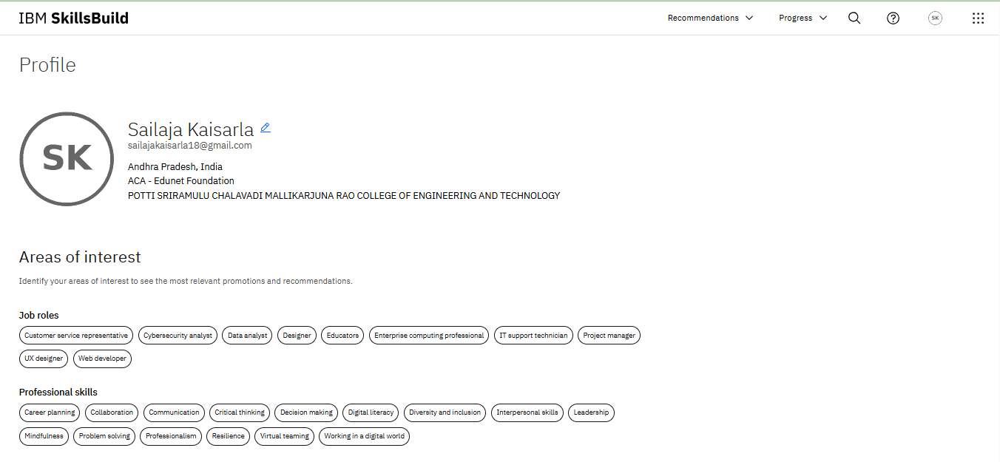 IBM SkillsBuild Recommendations Progress SK
Profile
SK
Sailaja Kaisarla
sailajakaisarla18@gmail.com
Andhra Pradesh, India
ACA - Edunet Foundation
POTTI SRIRAMULU CHALAVADI MALLIKARJUNA RAO COLLEGE OF ENGINEERING AND TECHNOLOGY
Areas of interest
Identify your areas of interest to see the most relevant promotions and recommendations.
Job roles
Customer service representative Cybersecurity analyst Data analyst Designer Educators Enterprise computing professional IT support technician Project manager
UX designer Web developer
Professional skills
Career planning Collaboration Communication Critical thinking Decision making Digital literacy Diversity and inclusion Interpersonal skills Leadership
Mindfulness Problem solving Professionalism Resilience Virtual teaming Working in a digital world